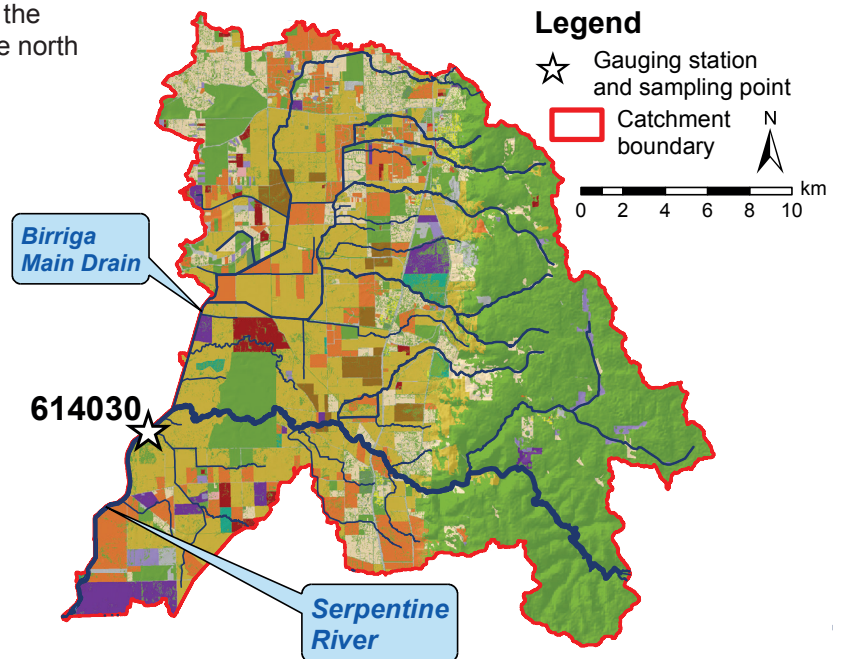 the
e north
Legend
Gauging station
and sampling point
Catchment
boundary
N
km
0 2 4 6 8 10
Birriga
Main Drain
614030
Serpentine
River